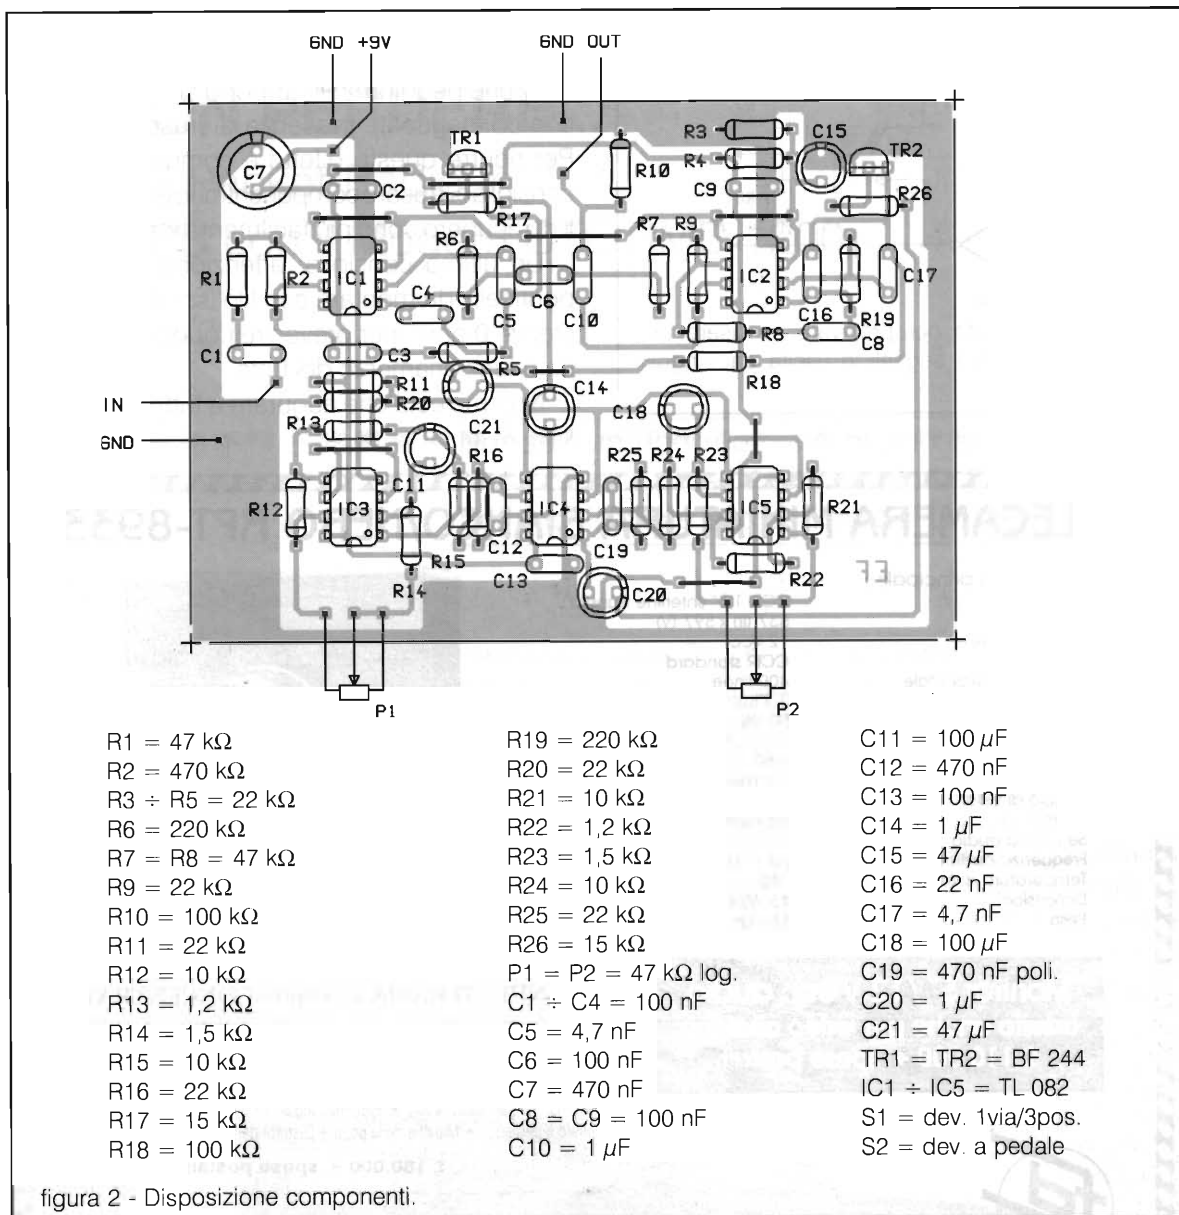 GND +9V
GND OUT
TR1
R3
C15
TR2
R4
C7
R10
C2
C9
R26
R17
R7
R9
R6
R1
R2
IC1
IC2
C17
C6
C4
C5
C10
C16
R19
R8
C8
C1
C3
R5
R18
R11
C14
IN
R20
C21
C18
R13
GND
R16
R25
R24
R23
C11
R12
IC3
IC4
IC5
R21
C12
C19
R15
C13
R22
R14
C20
P1
P2
R1 = 47 kΩ
R2 = 470 kΩ
R3 ÷ R5 = 22 kΩ
R6 = 220 kΩ
R7 = R8 = 47 kΩ
R9 = 22 kΩ
R10 = 100 kΩ
R11 = 22 kΩ
R12 = 10 kΩ
R13 = 1,2 kΩ
R14 = 1,5 kΩ
R15 = 10 kΩ
R16 = 22 kΩ
R17 = 15 kΩ
R18 = 100 kΩ
R19 = 220 kΩ
R20 = 22 kΩ
R21 = 10 kΩ
R22 = 1,2 kΩ
R23 = 1,5 kΩ
R24 = 10 kΩ
R25 = 22 kΩ
R26 = 15 kΩ
P1 = P2 = 47 kΩ log.
C1 ÷ C4 = 100 nF
C5 = 4,7 nF
C6 = 100 nF
C7 = 470 nF
C8 = C9 = 100 nF
C10 = 1 µF
C11 = 100 µF
C12 = 470 nF
C13 = 100 nF
C14 = 1 µF
C15 = 47 µF
C16 = 22 nF
C17 = 4,7 nF
C18 = 100 µF
C19 = 470 nF poli.
C20 = 1 µF
C21 = 47 µF
TR1 = TR2 = BF 244
IC1 ÷ IC5 = TL 082
S1 = dev. 1via/3pos.
S2 = dev. a pedale
figura 2 - Disposizione componenti.